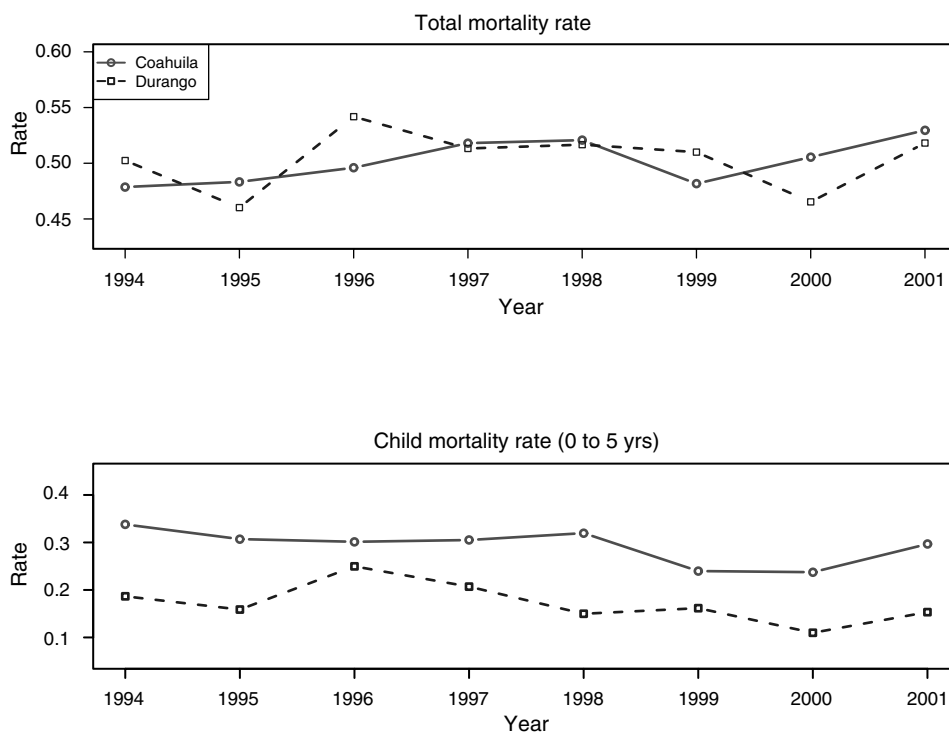 Total mortality rate
0.60
0.55
0.50
0.45
Rate
Coahuila
Durango
1994 1995 1996 1997 1998 1999 2000 2001
Year
Child mortality rate (0 to 5 yrs)
0.4
0.3
0.2
0.1
Rate
1994 1995 1996 1997 1998 1999 2000 2001
Year